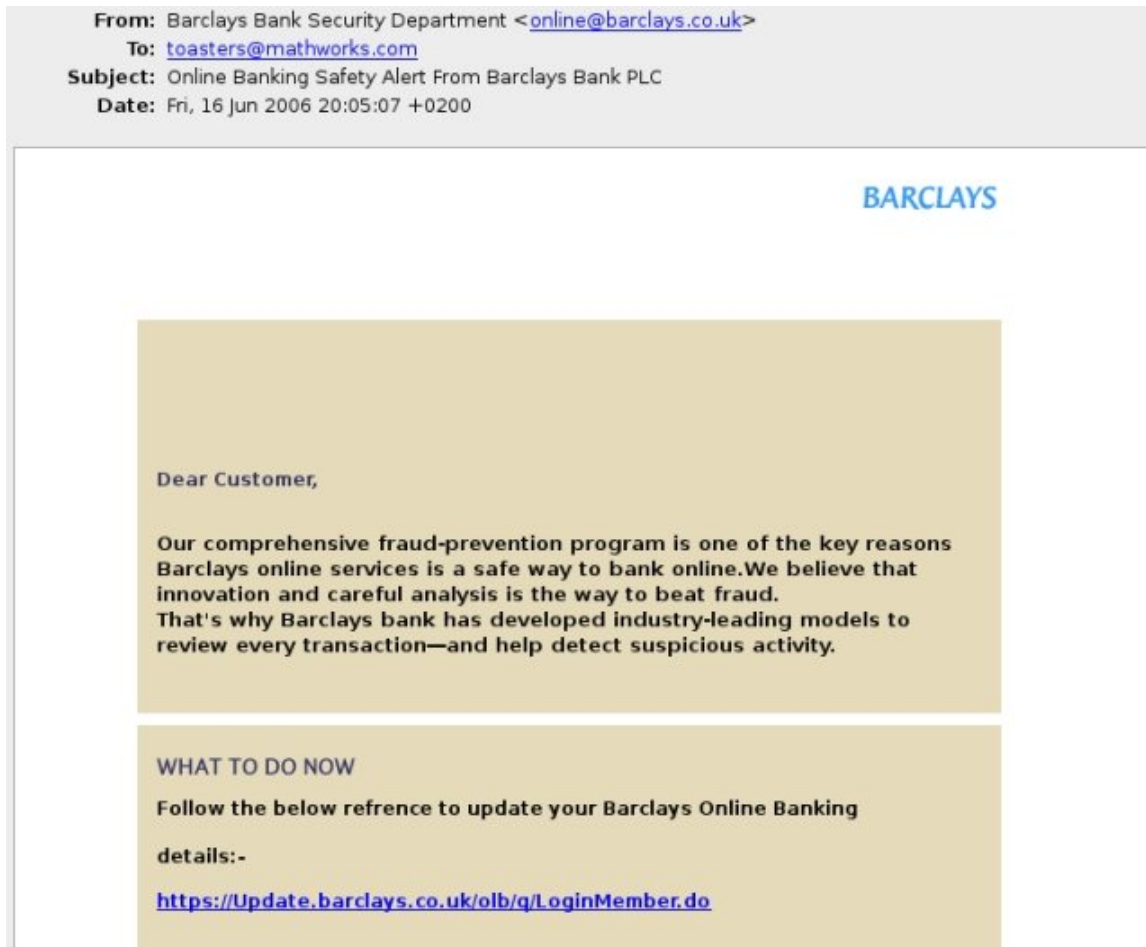 From: Barclays Bank Security Department <online@barclays.co.uk>
To: toasters@mathworks.com
Subject: Online Banking Safety Alert From Barclays Bank PLC
Date: Fri, 16 Jun 2006 20:05:07 +0200
BARCLAYS
Dear Customer,
Our comprehensive fraud-prevention program is one of the key reasons
Barclays online services is a safe way to bank online.We believe that
innovation and careful analysis is the way to beat fraud.
That's why Barclays bank has developed industry-leading models to
review every transaction—and help detect suspicious activity.
WHAT TO DO NOW
Follow the below refrence to update your Barclays Online Banking
details:-
https://Update.barclays.co.uk/olb/q/LoginMember.do